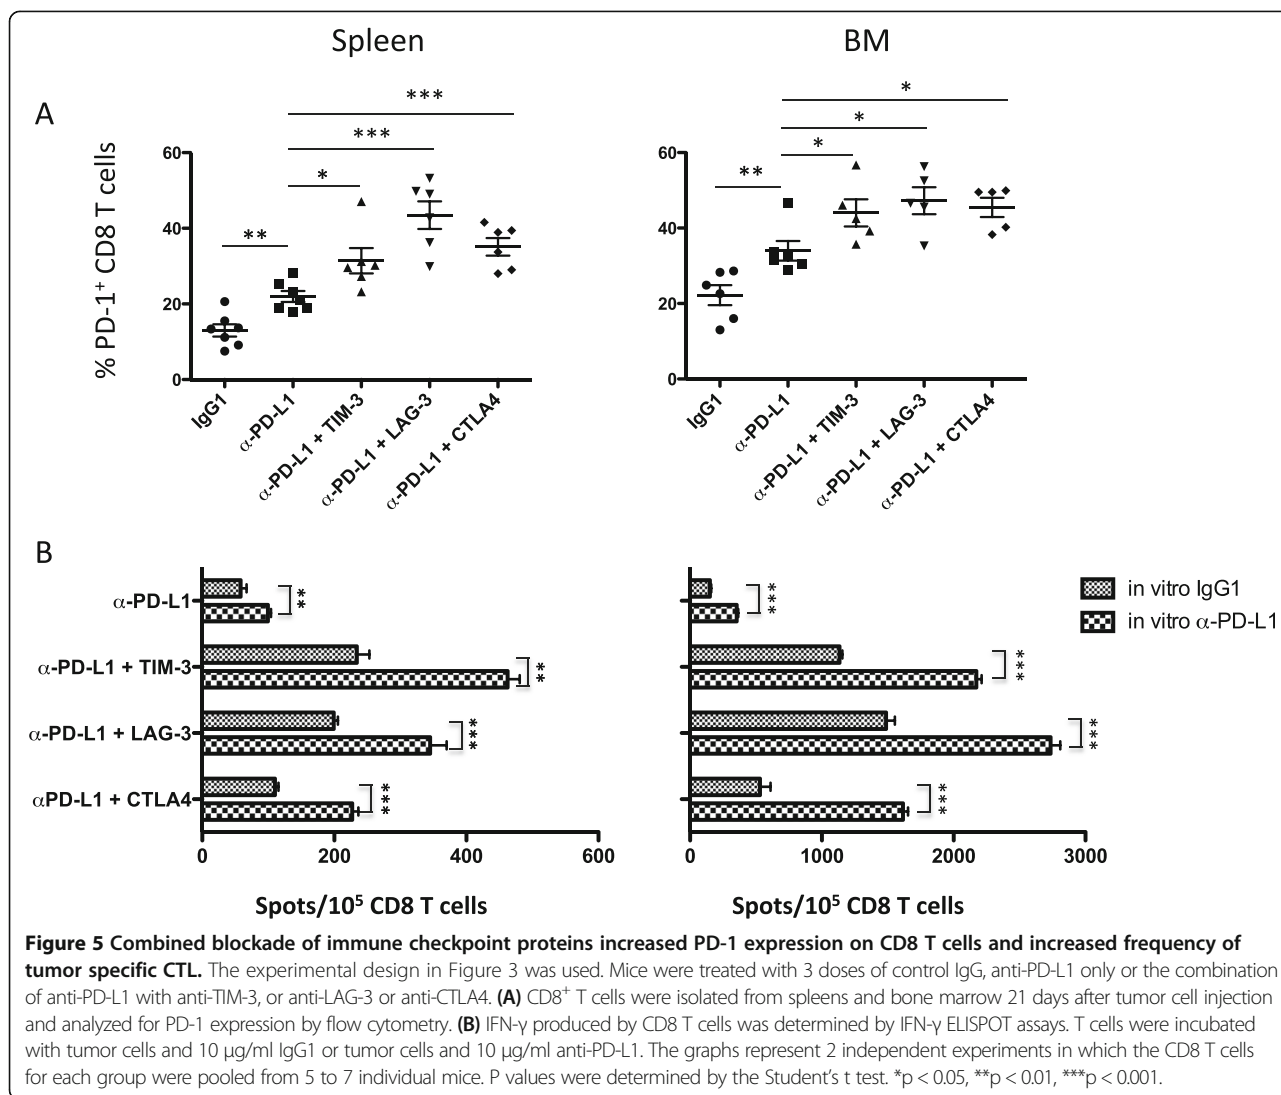 Spleen
BM
A
***
***
*
**
*
*
*
**
% PD-1+ CD8 T cells
60
40
20
0
60
40
20
0
IgG1
α-PD-L1
α-PD-L1 + TIM-3
α-PD-L1 + LAG-3
α-PD-L1 + CTLA4
IgG1
α-PD-L1
α-PD-L1 + TIM-3
α-PD-L1 + LAG-3
α-PD-L1 + CTLA4
B
α-PD-L1
α-PD-L1 + TIM-3
α-PD-L1 + LAG-3
αPD-L1 + CTLA4
**
**
***
***
***
***
***
***
in vitro IgG1
in vitro α-PD-L1
0 200 400 600
0 1000 2000 3000
Spots/10⁵ CD8 T cells
Spots/10⁵ CD8 T cells
Figure 5 Combined blockade of immune checkpoint proteins increased PD-1 expression on CD8 T cells and increased frequency of
tumor specific CTL. The experimental design in Figure 3 was used. Mice were treated with 3 doses of control IgG, anti-PD-L1 only or the combination
of anti-PD-L1 with anti-TIM-3, or anti-LAG-3 or anti-CTLA4. (A) CD8+ T cells were isolated from spleens and bone marrow 21 days after tumor cell injection
and analyzed for PD-1 expression by flow cytometry. (B) IFN-γ produced by CD8 T cells was determined by IFN-γ ELISPOT assays. T cells were incubated
with tumor cells and 10 μg/ml IgG1 or tumor cells and 10 μg/ml anti-PD-L1. The graphs represent 2 independent experiments in which the CD8 T cells
for each group were pooled from 5 to 7 individual mice. P values were determined by the Student's t test. *p < 0.05, **p < 0.01, ***p < 0.001.